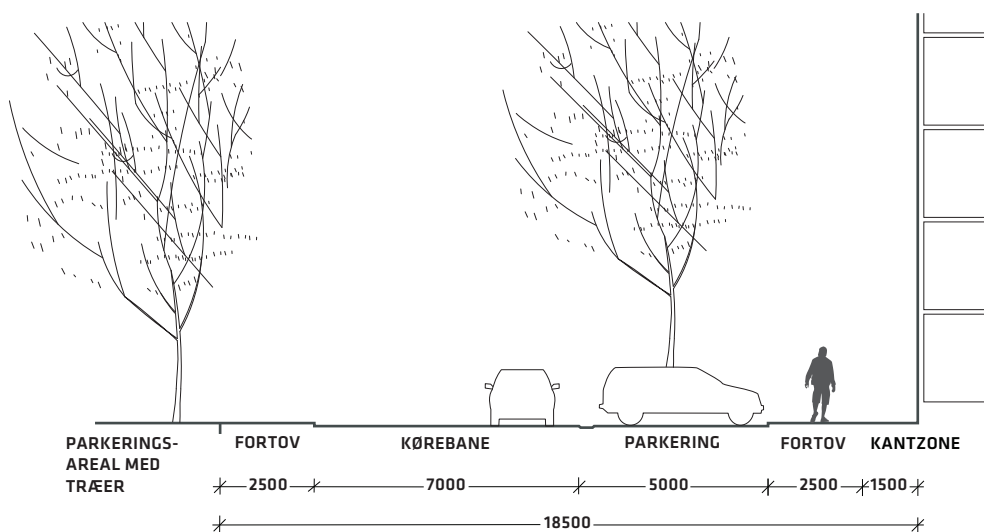 PARKERINGS-
AREAL MED
TRÆER
FORTOV
KØREBANE
PARKERING
FORTOV
KANTZONE
2500
7000
5000
2500
1500
18500